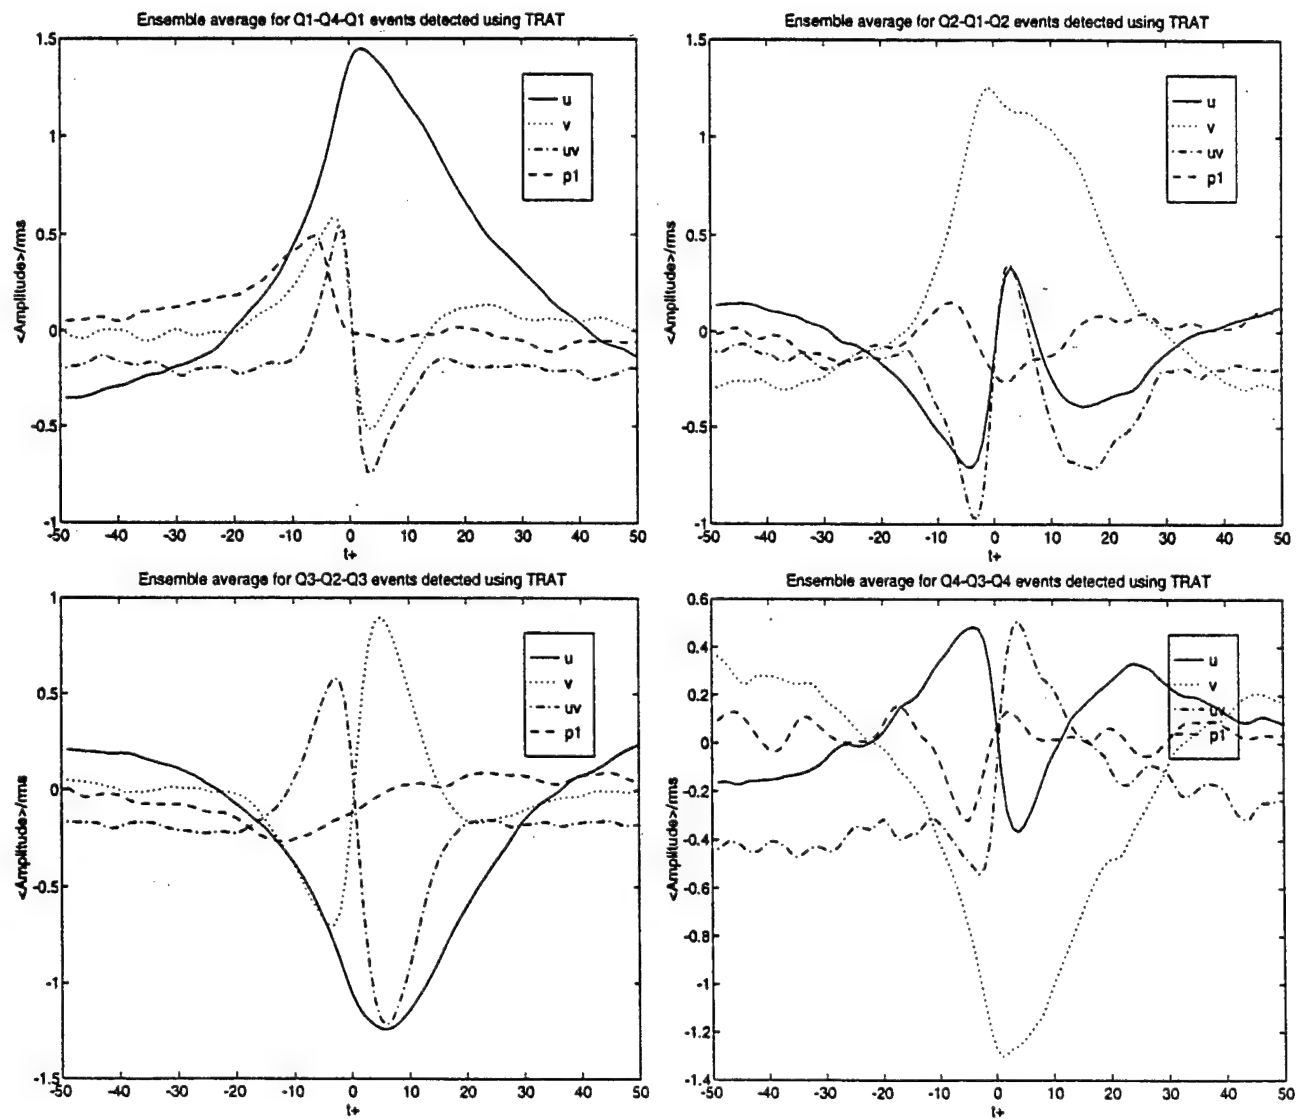 Ensemble average for Q1-Q4-Q1 events detected using TRAT
1.5
1
0.5
0
-0.5
-1
-50
-40
-30
-20
-10
0
10
20
30
40
50
t+
<Amplitude>/rms
u
v
uv
p1
Ensemble average for Q2-Q1-Q2 events detected using TRAT
1.5
1
0.5
0
-0.5
-1
-50
-40
-30
-20
-10
0
10
20
30
40
50
t+
<Amplitude>/rms
u
v
uv
p1
Ensemble average for Q3-Q2-Q3 events detected using TRAT
1
0.5
0
-0.5
-1
-1.5
-50
-40
-30
-20
-10
0
10
20
30
40
50
t+
<Amplitude>/rms
u
v
uv
p1
Ensemble average for Q4-Q3-Q4 events detected using TRAT
0.6
0.4
0.2
0
-0.2
-0.4
-0.6
-0.8
-1
-1.2
-1.4
-50
-40
-30
-20
-10
0
10
20
30
40
50
t+
<Amplitude>/rms
u
v
uv
p1